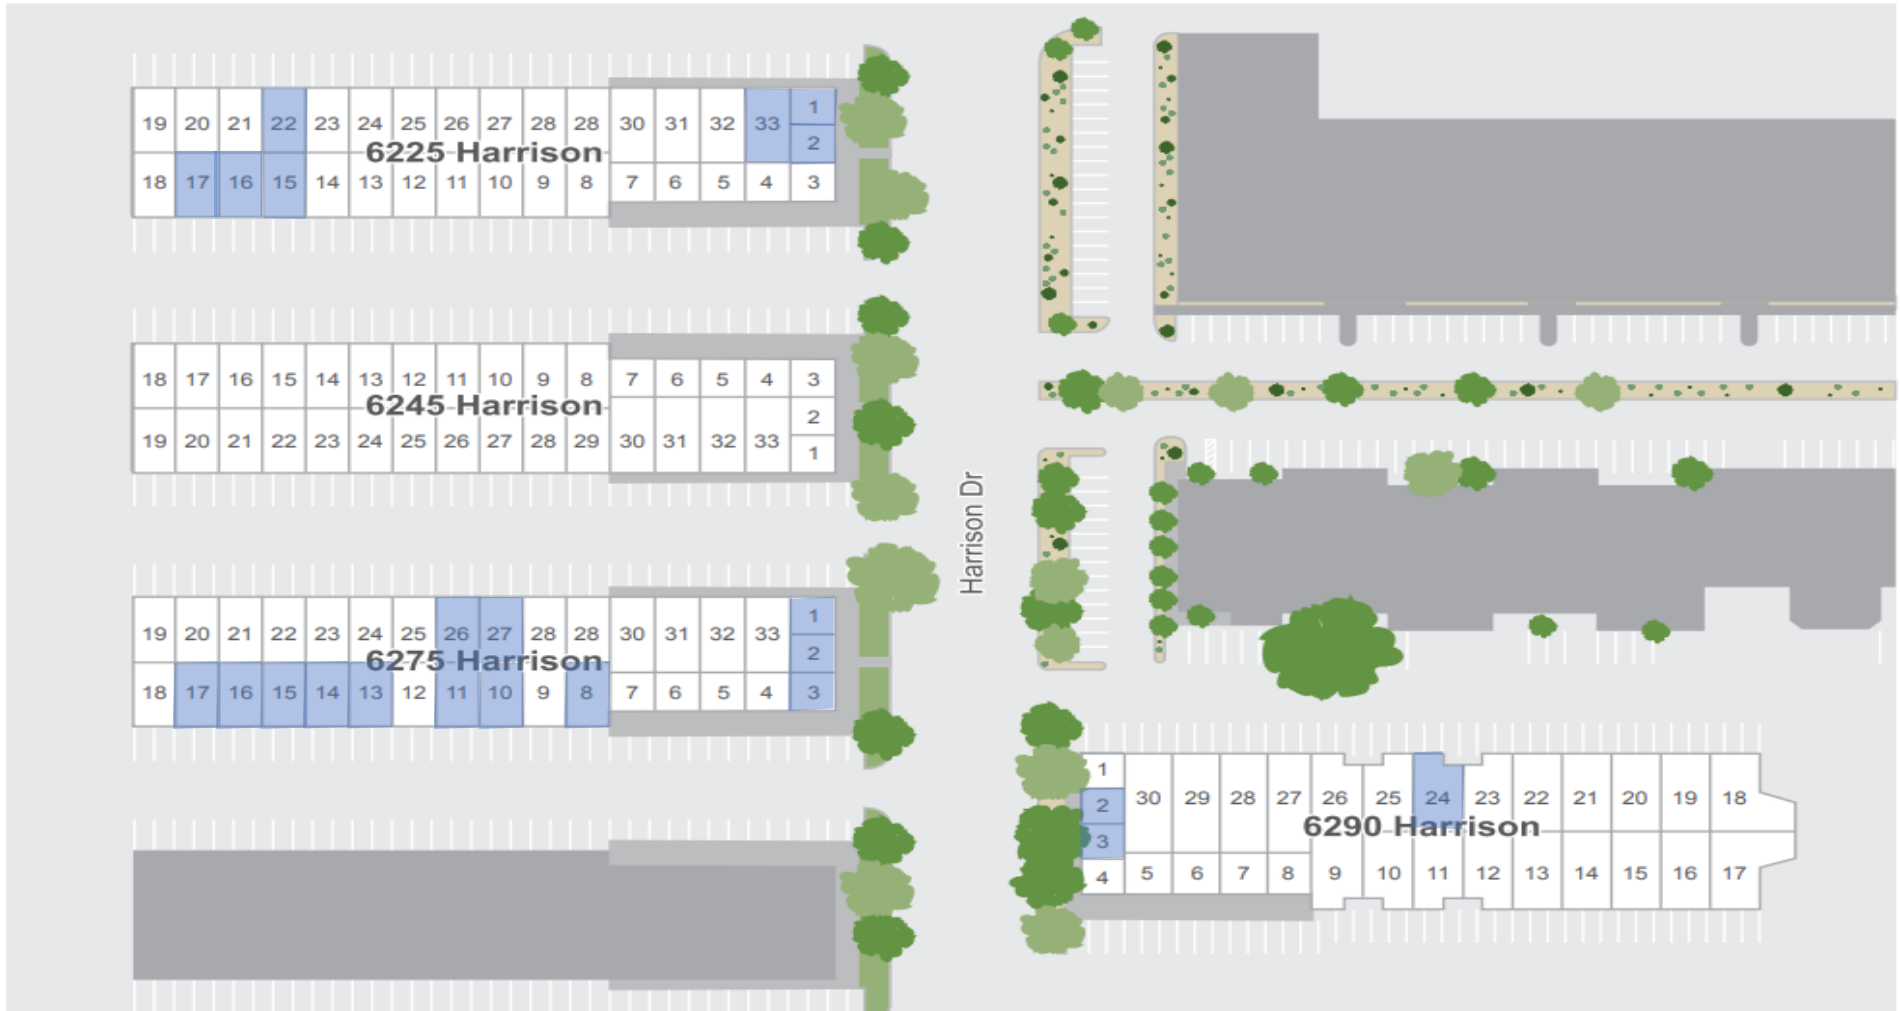 19 20 21 22 23 24 25 26 27 28 28 30 31 32 33 1
2
6225 Harrison
18 17 16 15 14 13 12 11 10 9 8 7 6 5 4 3
18 17 16 15 14 13 12 11 10 9 8 7 6 5 4 3
6245 Harrison
2
19 20 21 22 23 24 25 26 27 28 29 30 31 32 33 1
Harrison Dr
19 20 21 22 23 24 25 26 27 28 28 30 31 32 33 1
2
6275 Harrison
18 17 16 15 14 13 12 11 10 9 8 7 6 5 4 3
1
2 30 29 28 27 26 25 24 23 22 21 20 19 18
6290 Harrison
3
4 5 6 7 8 9 10 11 12 13 14 15 16 17